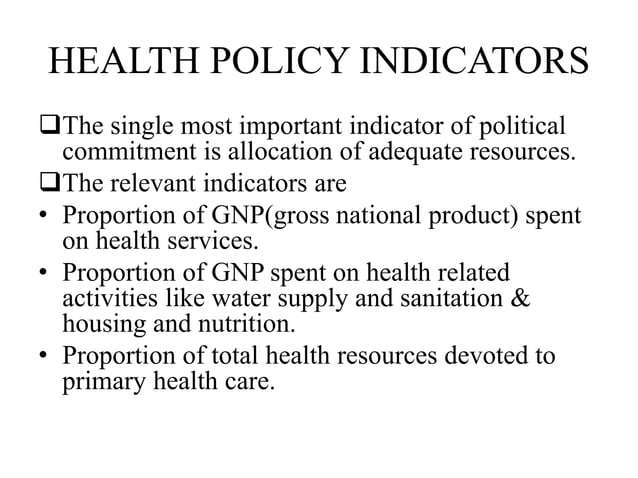 HEALTH POLICY INDICATORS
❑The single most important indicator of political
commitment is allocation of adequate resources.
❑The relevant indicators are
• Proportion of GNP(gross national product) spent
on health services.
• Proportion of GNP spent on health related
activities like water supply and sanitation &
housing and nutrition.
• Proportion of total health resources devoted to
primary health care.